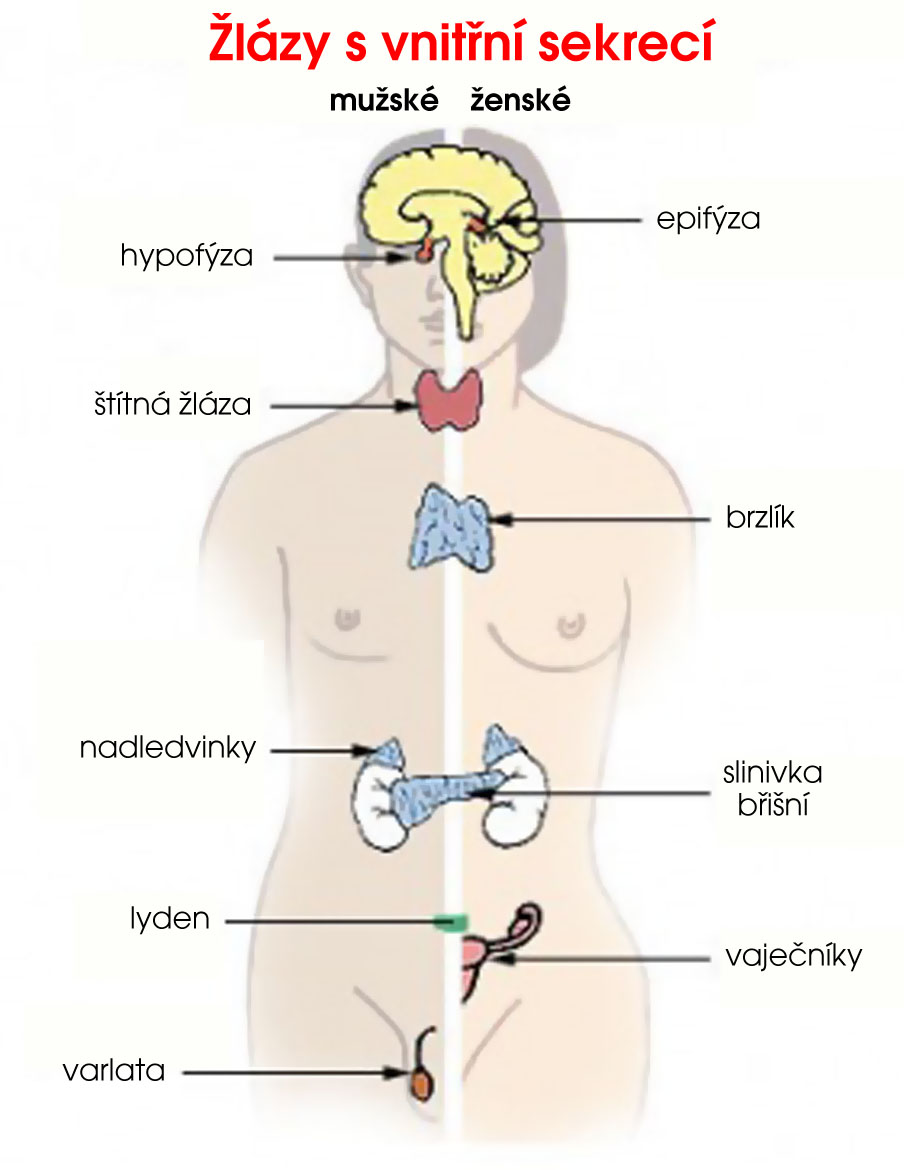 Žlázy s vnitřní sekrecí
mužské ženské
epifýza
hypofýza
štítná žláza
brzlík
nadledvinky
slinivka
břišní
lyden
vaječníky
varlata